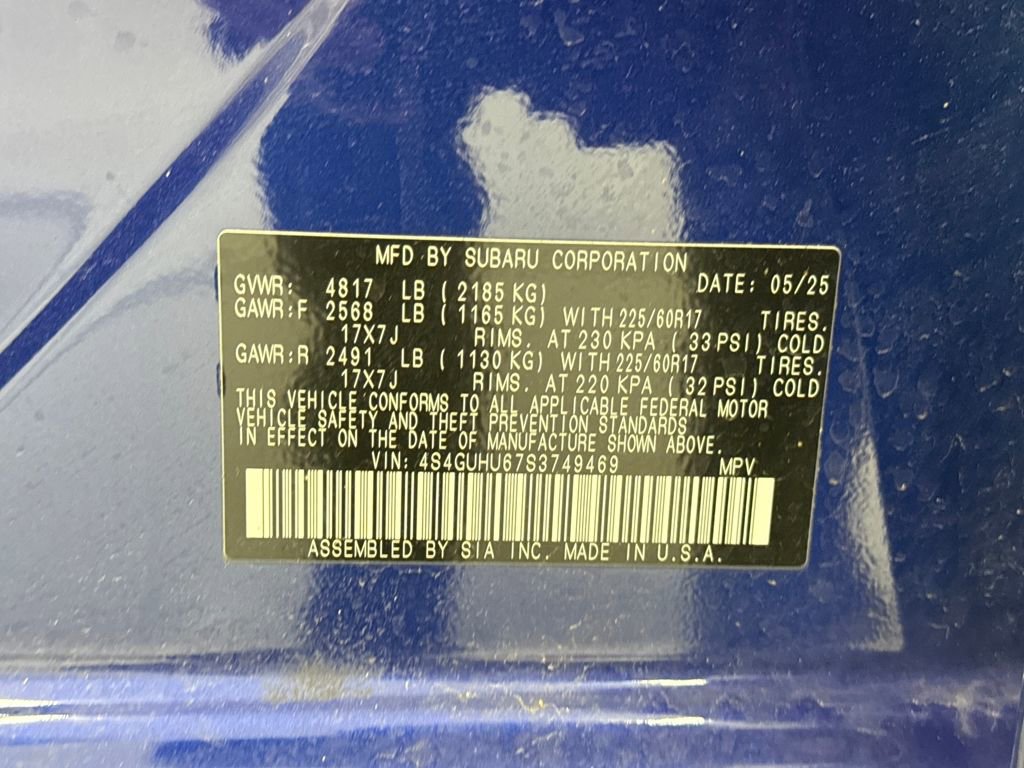 MFD BY SUBARU CORPORATION
GVWR: 4817 LB ( 2185 KG) DATE: 05/25
GAWR:F 2568 LB ( 1165 KG) WITH 225/60R17 TIRES.
17X7J RIMS. AT 230 KPA ( 33 PSI) COLD
GAWR:R 2491 LB ( 1130 KG) WITH 225/60R17 TIRES.
17X7J RIMS. AT 220 KPA ( 32 PSI) COLD
THIS VEHICLE CONFORMS TO ALL APPLICABLE FEDERAL MOTOR
VEHICLE SAFETY AND THEFT PREVENTION STANDARDS
IN EFFECT ON THE DATE OF MANUFACTURE SHOWN ABOVE.
VIN: 4S4GUHU67S3749469 MPV
ASSEMBLED BY SIA INC. MADE IN U.S.A.